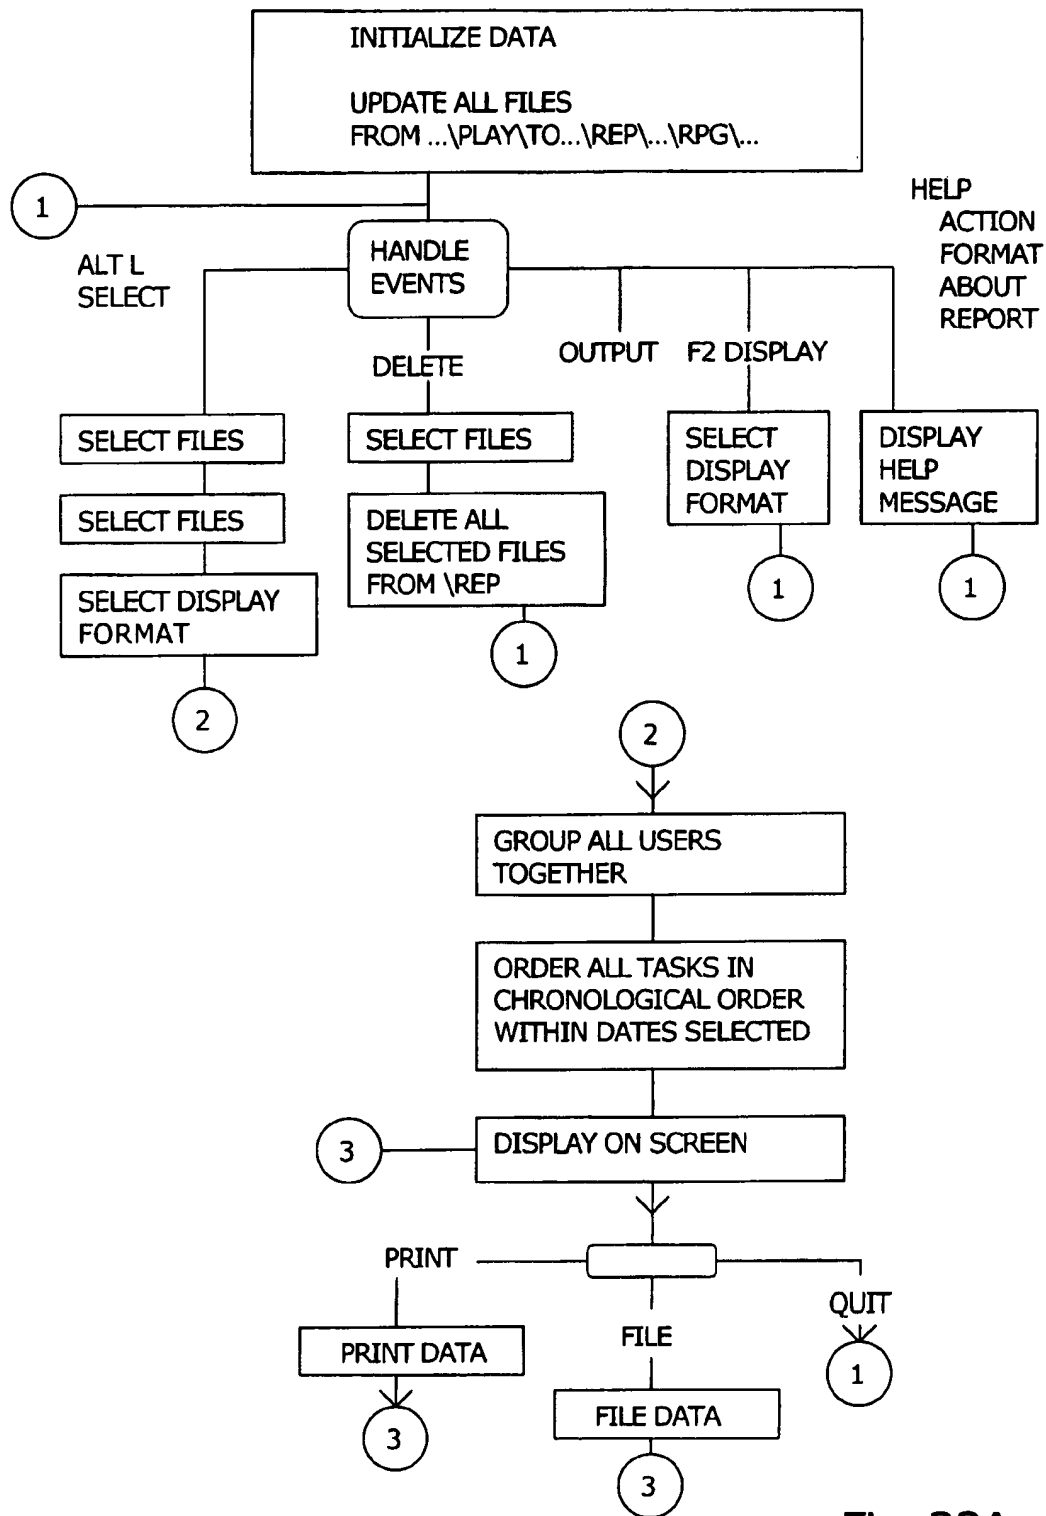 INITIALIZE DATA
UPDATE ALL FILES
FROM ...\PLAY\TO...\REP\...\RPG\...
1
HELP
ACTION
FORMAT
ABOUT
REPORT
HANDLE
EVENTS
ALT L
SELECT
DELETE
OUTPUT
F2 DISPLAY
SELECT FILES
SELECT FILES
SELECT DISPLAY
FORMAT
2
SELECT FILES
DELETE ALL
SELECTED FILES
FROM \REP
1
SELECT
DISPLAY
FORMAT
1
DISPLAY
HELP
MESSAGE
1
2
GROUP ALL USERS
TOGETHER
ORDER ALL TASKS IN
CHRONOLOGICAL ORDER
WITHIN DATES SELECTED
3
DISPLAY ON SCREEN
PRINT
PRINT DATA
3
FILE
FILE DATA
3
QUIT
1